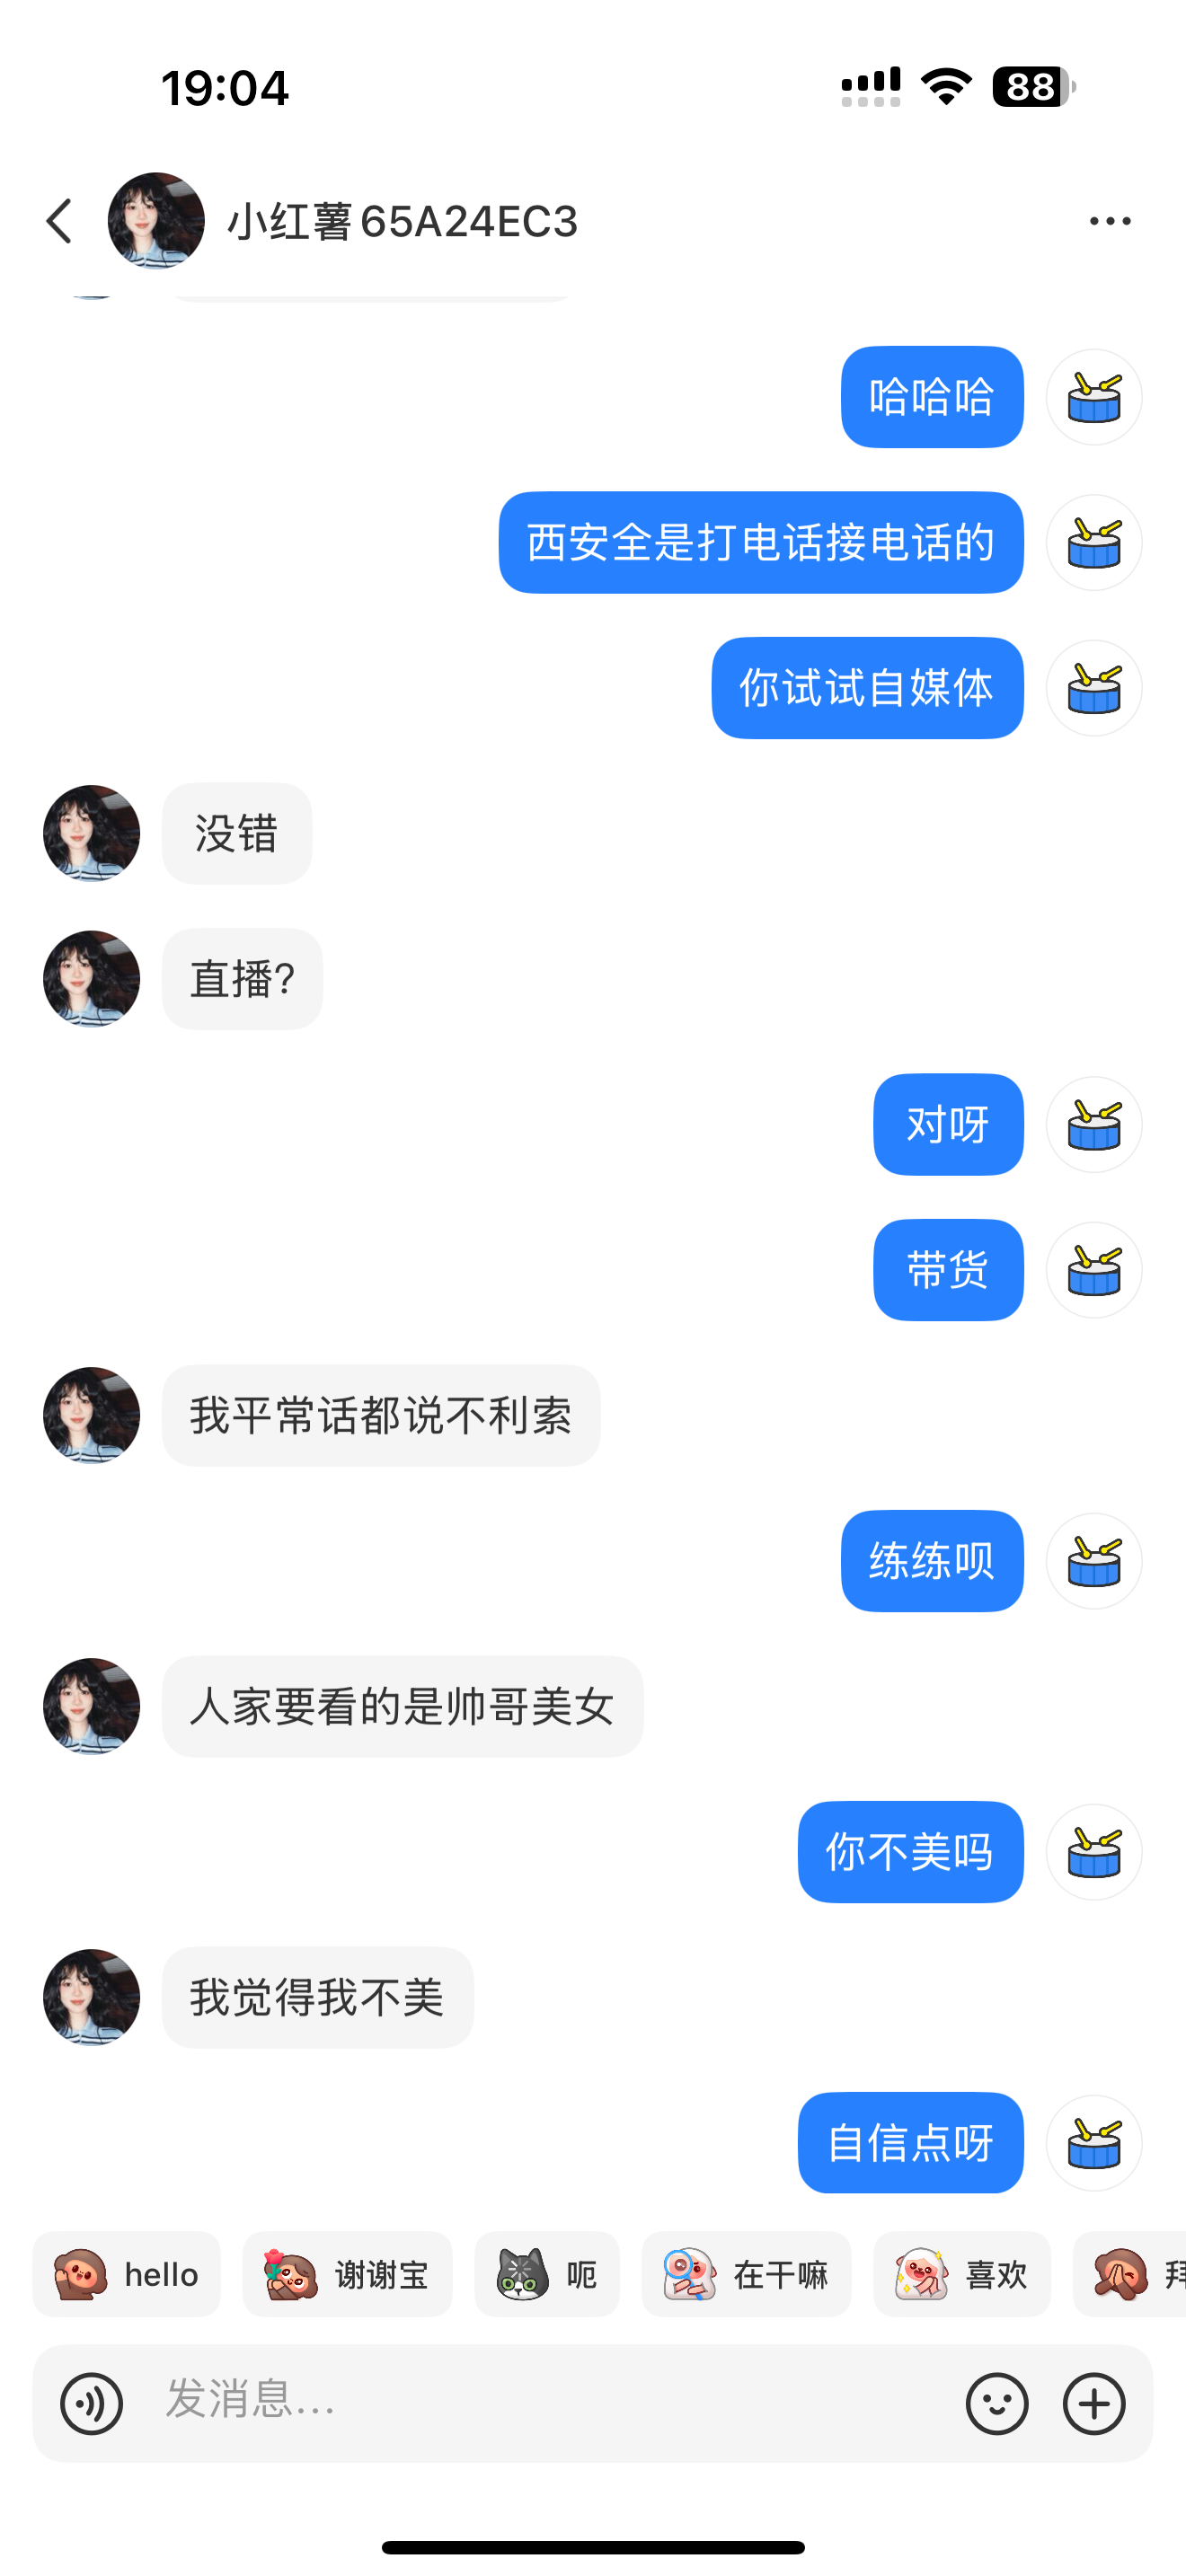 19:04
88
小红薯65A24EC3
哈哈哈
西安全是打电话接电话的
你试试自媒体
没错
直播?
对呀
带货
我平常话都说不利索
练练呗
人家要看的是帅哥美女
你不美吗
我觉得我不美
自信点呀
hello 谢谢宝 呃 在干嘛 喜欢
发消息...